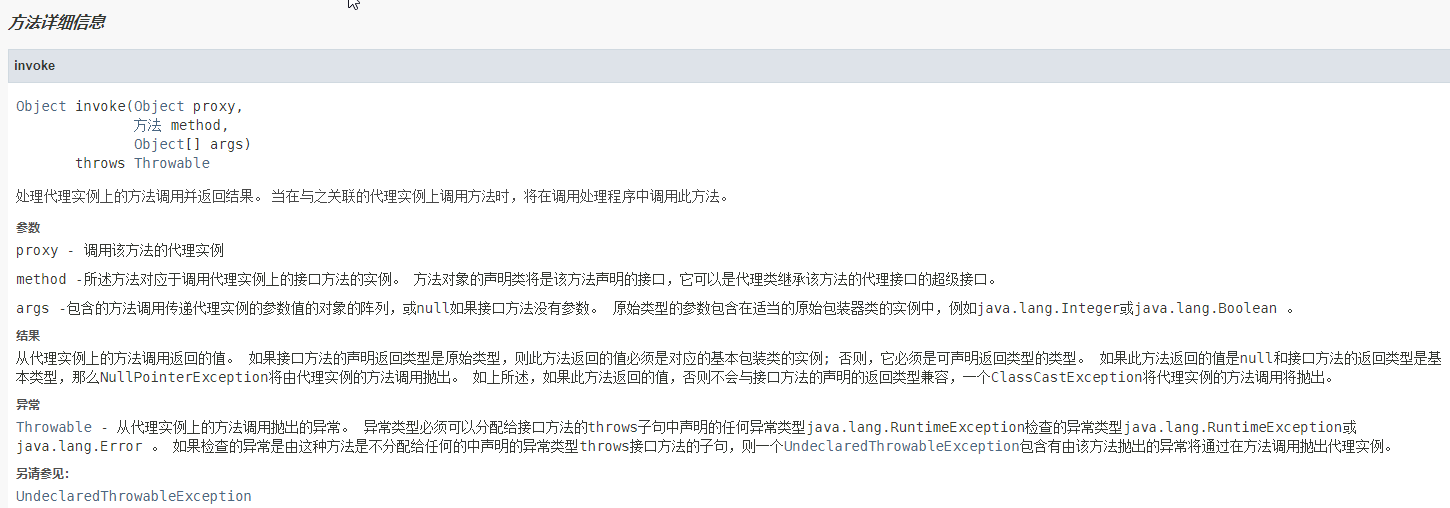 方法详细信息
invoke
Object invoke(Object proxy,
方法 method,
Object[] args)
throws Throwable
处理代理实例上的方法调用并返回结果。 当在与之关联的代理实例上调用方法时，将在调用处理程序中调用此方法。
参数
proxy - 调用该方法的代理实例
method -所述方法对应于调用代理实例上的接口方法的实例。 方法对象的声明类将是该方法声明的接口，它可以是代理类继承该方法的代理接口的超级接口。
args -包含的方法调用传递代理实例的参数值的对象的阵列，或null如果接口方法没有参数。 原始类型的参数包含在适当的原始包装器类的实例中，例如java.lang.Integer或java.lang.Boolean 。
结果
从代理实例上的方法调用返回的值。 如果接口方法的声明返回类型是原始类型，则此方法返回的值必须是对应的基本包装类的实例; 否则，它必须是可声明返回类型的类型。 如果此方法返回的值是null和接口方法的返回类型是基
本类型，那么NullPointerException将由代理实例的方法调用抛出。 如上所述，如果此方法返回的值，否则不会与接口方法的声明的返回类型兼容，一个ClassCastException将代理实例的方法调用将抛出。
异常
Throwable - 从代理实例上的方法调用抛出的异常。 异常类型必须可以分配给接口方法的throws子句中声明的任何异常类型java.lang.RuntimeException检查的异常类型java.lang.RuntimeException或
java.lang.Error 。 如果检查的异常是由这种方法是不分配给任何的中声明的异常类型throws接口方法的子句，则一个UndeclaredThrowableException包含有由该方法抛出的异常将通过在方法调用抛出代理实例。
另请参见:
UndeclaredThrowableException